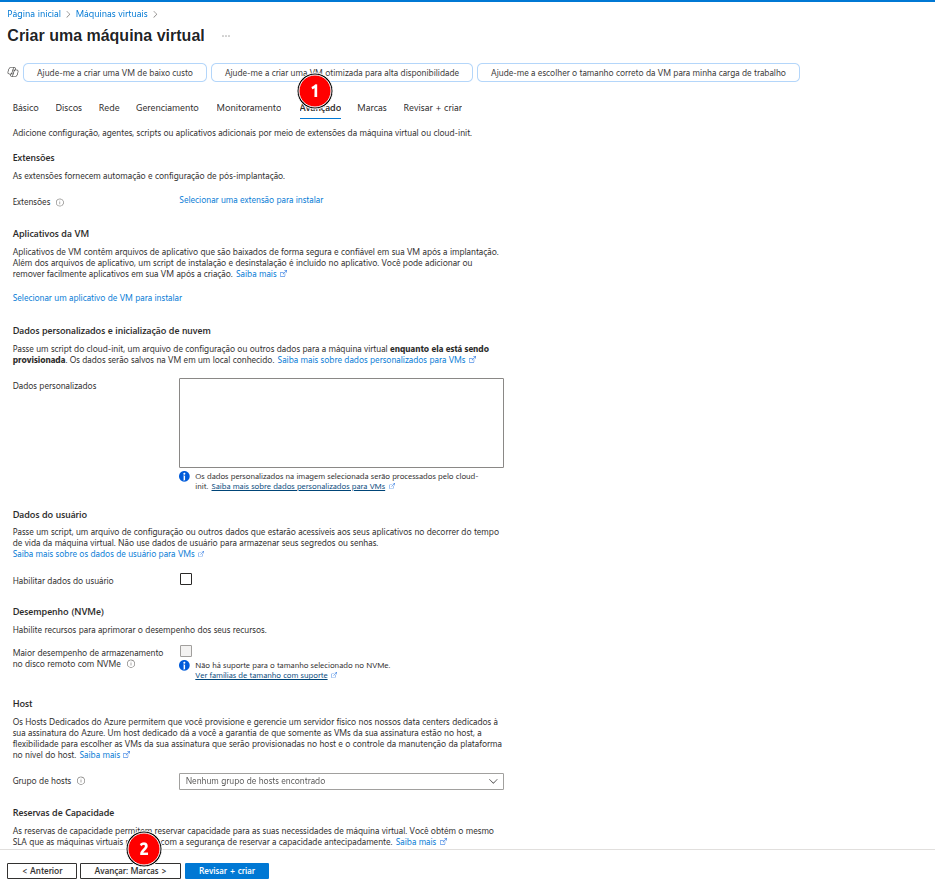 Página inicial > Máquinas virtuais >
Criar uma máquina virtual ...
Ajude-me a criar uma VM de baixo custo
Ajude-me a criar uma VM otimizada para alta disponibilidade
Ajude-me a escolher o tamanho correto da VM para minha carga de trabalho
1
Básico Discos Rede Gerenciamento Monitoramento Avançado Marcas Revisar + criar
Adicione configuração, agentes, scripts ou aplicativos adicionais por meio de extensões da máquina virtual ou cloud-init.
Extensões
As extensões fornecem automação e configuração de pós-implantação.
Extensões Selecionar uma extensão para instalar
Aplicativos da VM
Aplicativos de VM contêm arquivos de aplicativo que são baixados de forma segura e confiável em sua VM após a implantação.
Além dos arquivos de aplicativo, um script de instalação e desinstalação é incluído no aplicativo. Você pode adicionar ou
remover facilmente aplicativos em sua VM após a criação. Saiba mais
Selecionar um aplicativo de VM para instalar
Dados personalizados e inicialização de nuvem
Passe um script do cloud-init, um arquivo de configuração ou outros dados para a máquina virtual enquanto ela está sendo
provisionada. Os dados serão salvos na VM em um local conhecido. Saiba mais sobre dados personalizados para VMs
Dados personalizados
Os dados personalizados na imagem selecionada serão processados pelo cloud-
init. Saiba mais sobre dados personalizados para VMs
Dados do usuário
Passe um script, um arquivo de configuração ou outros dados que estarão acessíveis aos seus aplicativos no decorrer do tempo
de vida da máquina virtual. Não use dados de usuário para armazenar seus segredos ou senhas.
Saiba mais sobre os dados de usuário para VMs
Habilitar dados do usuário
Desempenho (NVMe)
Habilite recursos para aprimorar o desempenho dos seus recursos.
Maior desempenho de armazenamento
no disco remoto com NVMe
Não há suporte para o tamanho selecionado no NVMe.
Ver famílias de tamanho com suporte
Host
Os Hosts Dedicados do Azure permitem que você provisione e gerencie um servidor físico nos nossos data centers dedicados à
sua assinatura do Azure. Um host dedicado dá a você a garantia de que somente as VMs da sua assinatura estão no host, a
flexibilidade para escolher as VMs da sua assinatura que serão provisionadas no host e o controle da manutenção da plataforma
no nível do host. Saiba mais
Grupo de hosts Nenhum grupo de hosts encontrado
Reservas de Capacidade
As reservas de capacidade permitem reservar capacidade para as suas necessidades de máquina virtual. Você obtém o mesmo
SLA que as máquinas virtuais com a segurança de reservar a capacidade antecipadamente. Saiba mais
2
< Anterior Avançar: Marcas > Revisar + criar